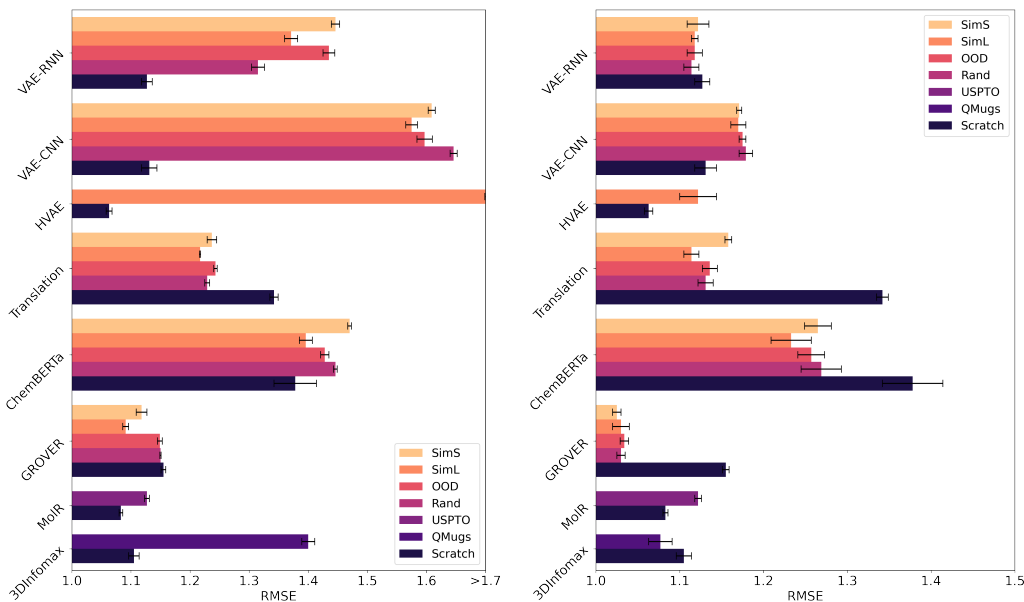 VAE-RNN
VAE-CNN
HVAE
Translation
ChemBERTa
GROVER
MolR
3DInfomax
SimS
SimL
OOD
Rand
USPTO
QMugs
Scratch
1.0 1.1 1.2 1.3 1.4 1.5 1.6 >1.7
RMSE
VAE-RNN
VAE-CNN
HVAE
Translation
ChemBERTa
GROVER
MolR
3DInfomax
SimS
SimL
OOD
Rand
USPTO
QMugs
Scratch
1.0 1.1 1.2 1.3 1.4 1.5
RMSE